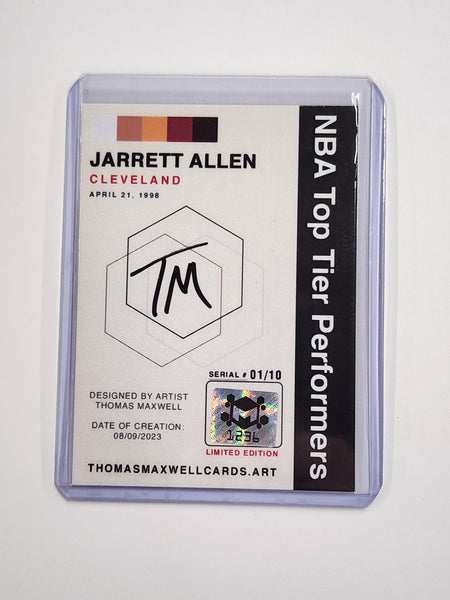 JARRETT ALLEN
CLEVELAND
APRIL 21, 1998
NBA Top Tier Performers
TM
SERIAL # 01/10
DESIGNED BY ARTIST
THOMAS MAXWELL
DATE OF CREATION:
08/09/2023
1236
LIMITED EDITION
THOMASMAXWELLCARDS.ART